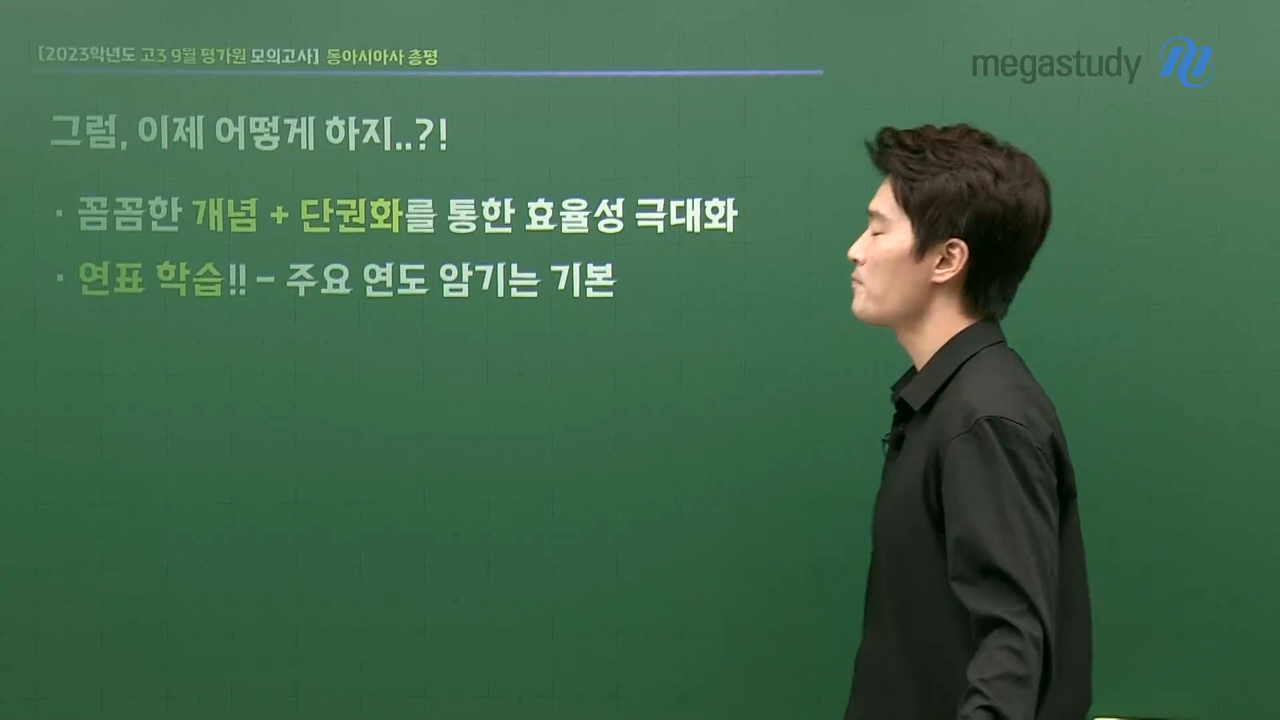 [2023학년도 고3 9월 평가원 모의고사] 동아시아사 총평
megastudy
그럼, 이제 어떻게 하지..?!
· 꼼꼼한 개념 + 단권화를 통한 효율성 극대화
· 연표 학습!! - 주요 연도 암기는 기본